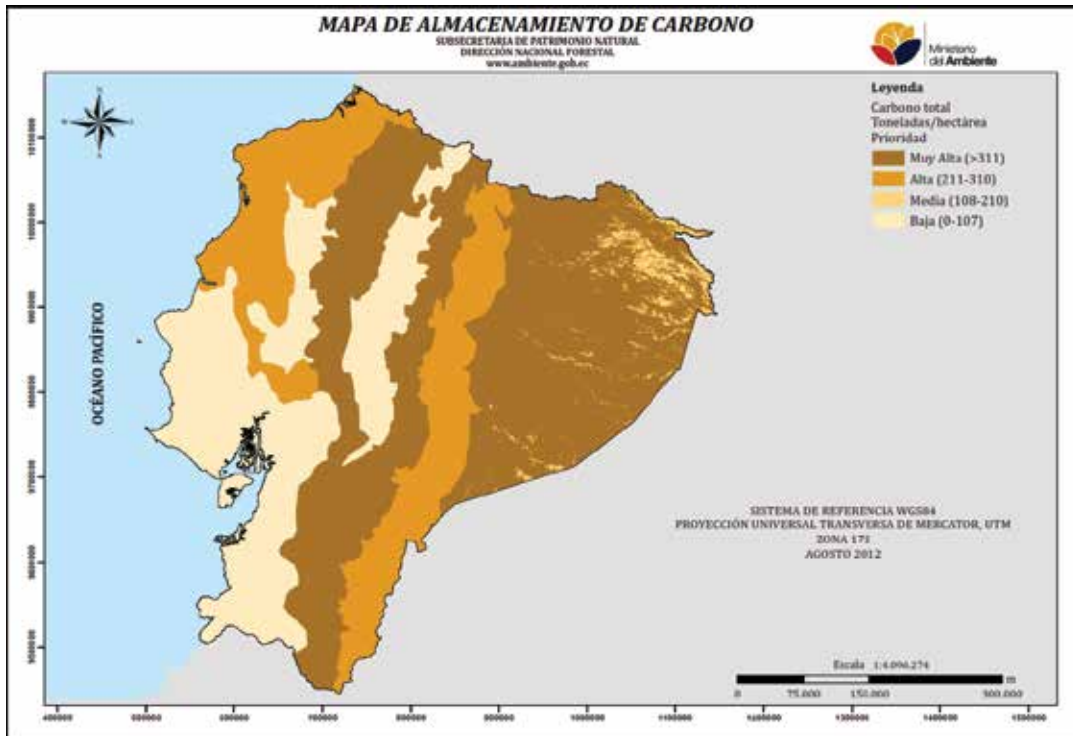 MAPA DE ALMACENAMIENTO DE CARBONO
SUBSECRETARIA DE PATRIMONIO NATURAL
DIRECCIÓN NACIONAL FORESTAL
www.ambiente.gob.ec
Ministerio
del Ambiente
Leyenda
Carbono total
Toneladas/hectárea
Prioridad
Muy Alta (>311)
Alta (211-310)
Media (108-210)
Baja (0-107)
OCÉANO PACÍFICO
SISTEMA DE REFERENCIA WGS84
PROYECCIÓN UNIVERSAL TRANSVERSA DE MERCATOR, UTM
AGOSTO 2012
Escala 1:4.096.274
0 75.000 150.000 300.000 m